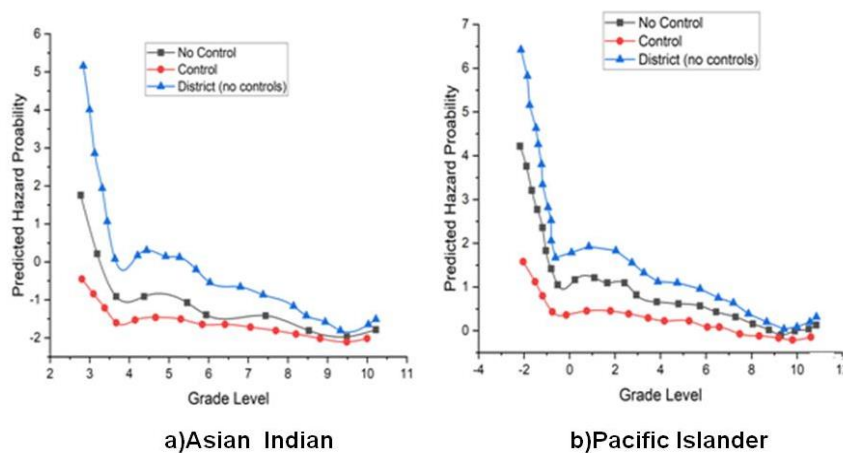 No Control
Control
District (no controls)
Predicted Hazard Proability
6
5
4
3
2
1
0
-1
-2
2 3 4 5 6 7 8 9 10 11
Grade Level
a)Asian Indian
No Control
Control
District (no controls)
Predicted Hazard Proability
7
6
5
4
3
2
1
0
-4 -2 0 2 4 6 8 10 12
Grade Level
b)Pacific Islander